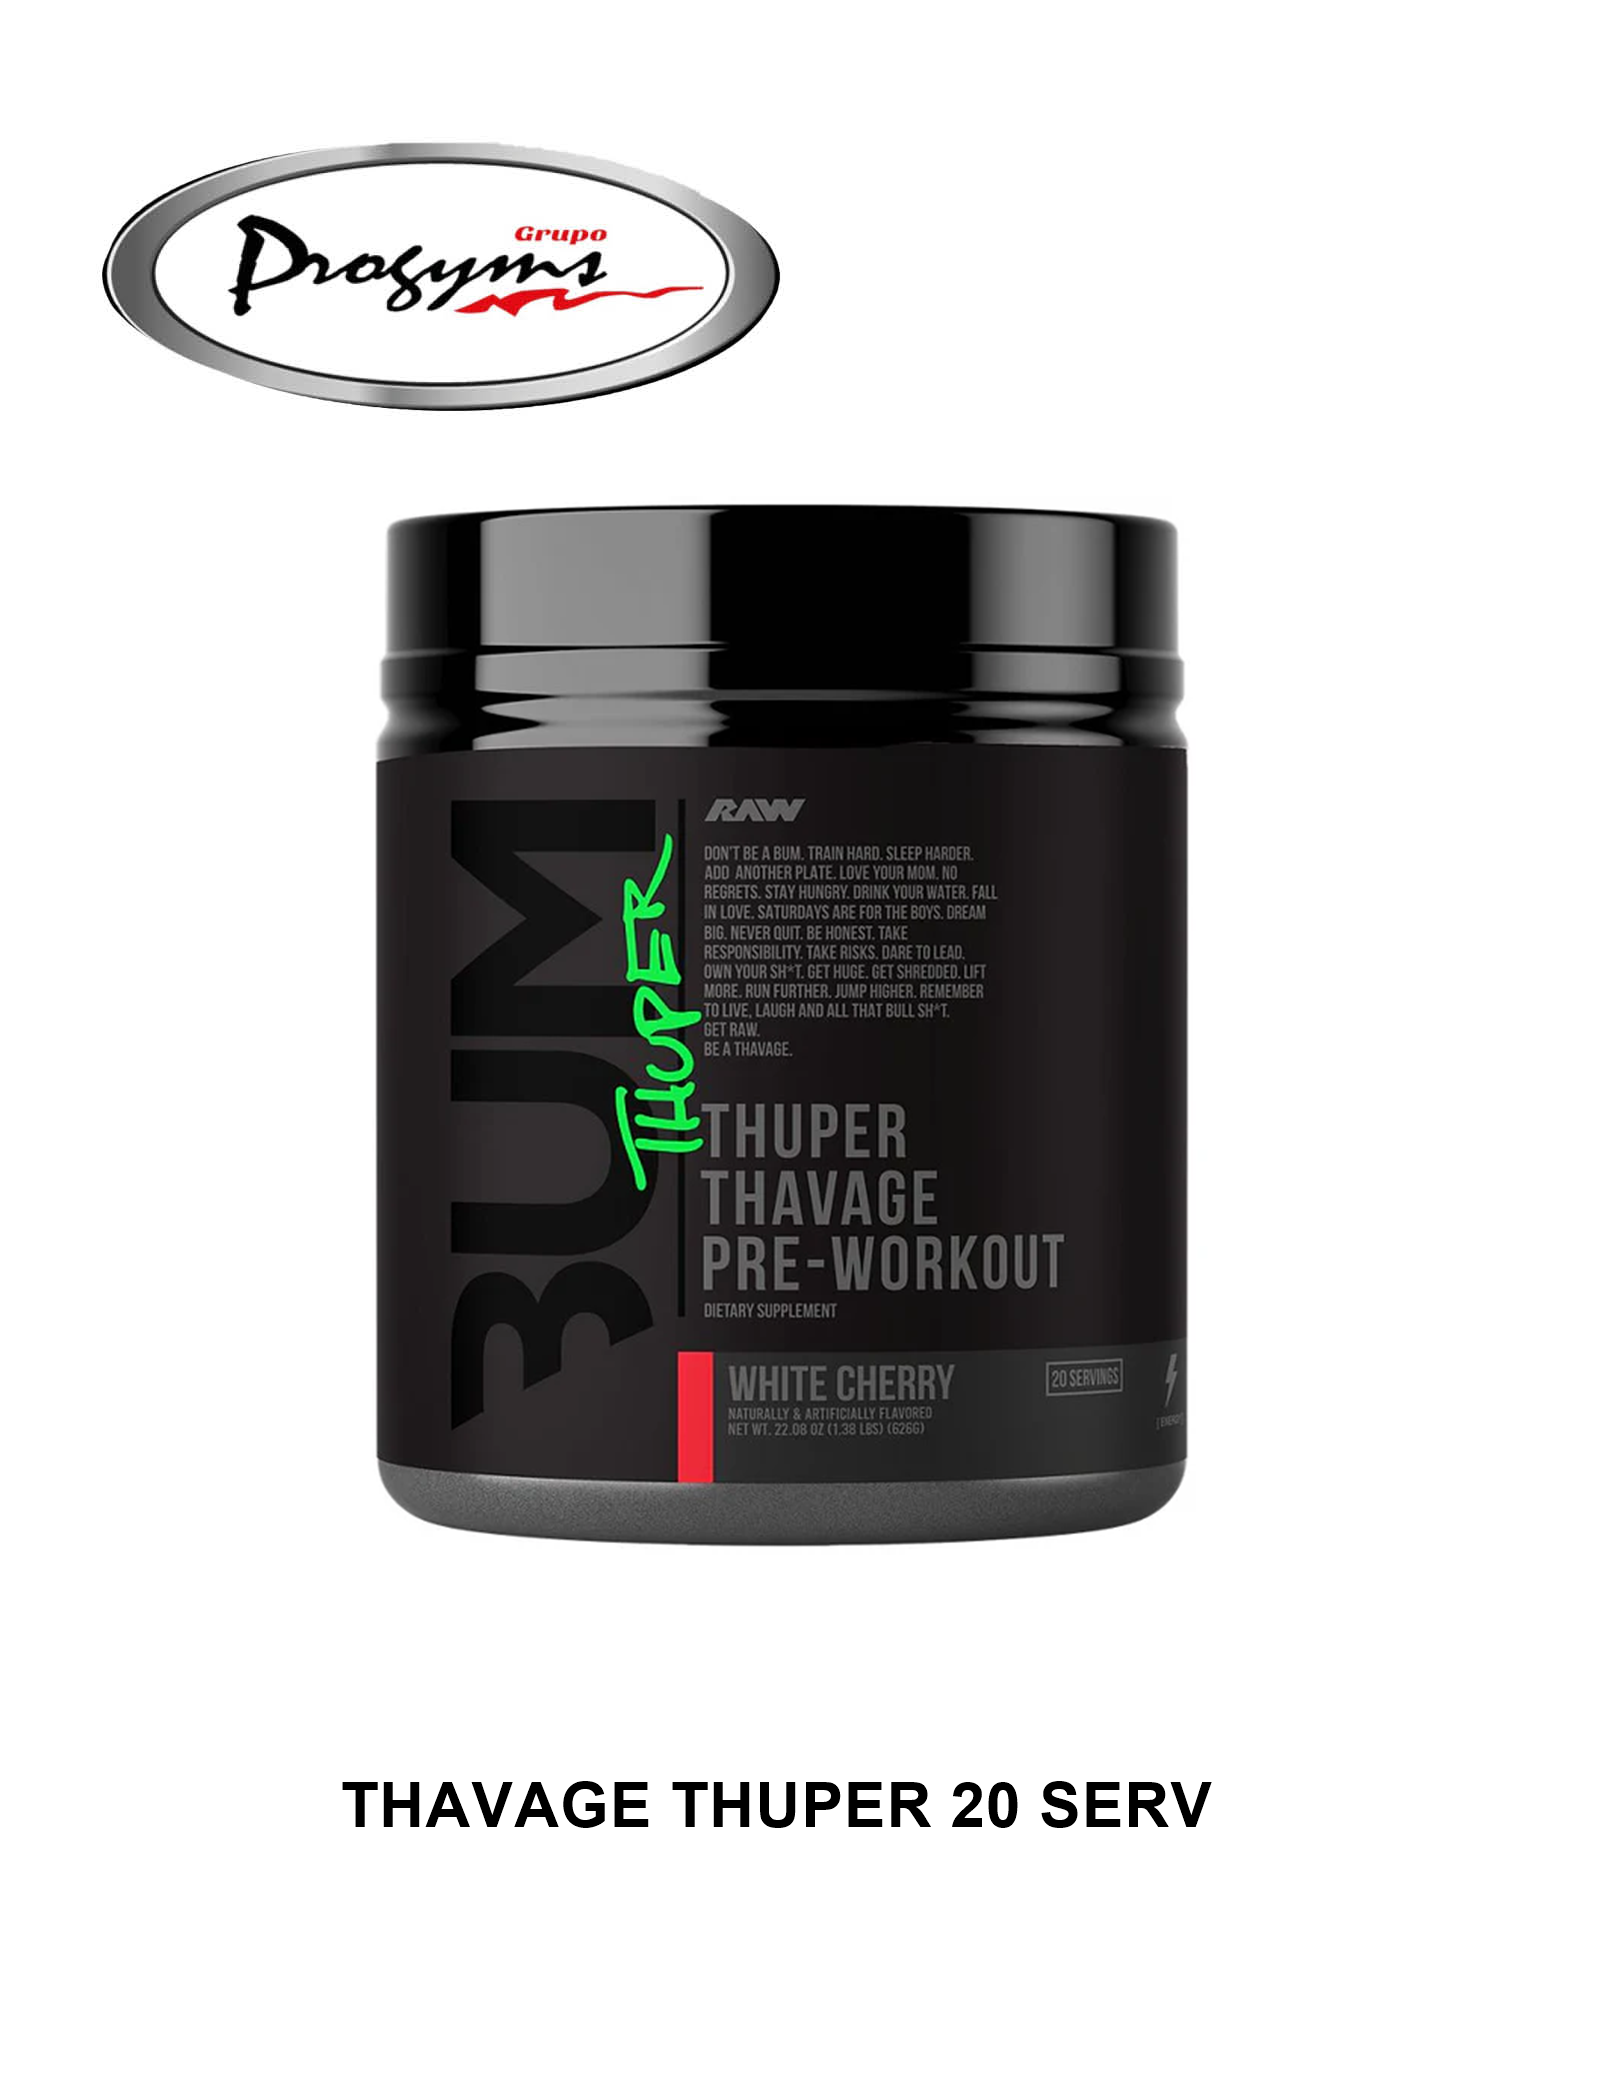 Grupo
Progyms
BUM
THUPER
RAW
DON'T BE A BUM. TRAIN HARD. SLEEP HARDER.
ADD ANOTHER PLATE. LOVE YOUR MOM. NO
REGRETS. STAY HUNGRY. DRINK YOUR WATER. FALL
IN LOVE. SATURDAYS ARE FOR THE BOYS. DREAM
BIG. NEVER QUIT. BE HONEST. TAKE
RESPONSIBILITY. TAKE RISKS. DARE TO LEAD.
OWN YOUR SH*T. GET HUGE. GET SHREDDED. LIFT
MORE. RUN FURTHER. JUMP HIGHER. REMEMBER
TO LIVE, LAUGH AND ALL THAT BULL SH*T.
GET RAW.
BE A THAVAGE.
THUPER
THAVAGE
PRE-WORKOUT
DIETARY SUPPLEMENT
WHITE CHERRY
NATURALLY & ARTIFICIALLY FLAVORED
NET WT. 22.08 OZ (1.38 LBS) (626G)
20 SERVINGS
[ENERGY]
THAVAGE THUPER 20 SERV